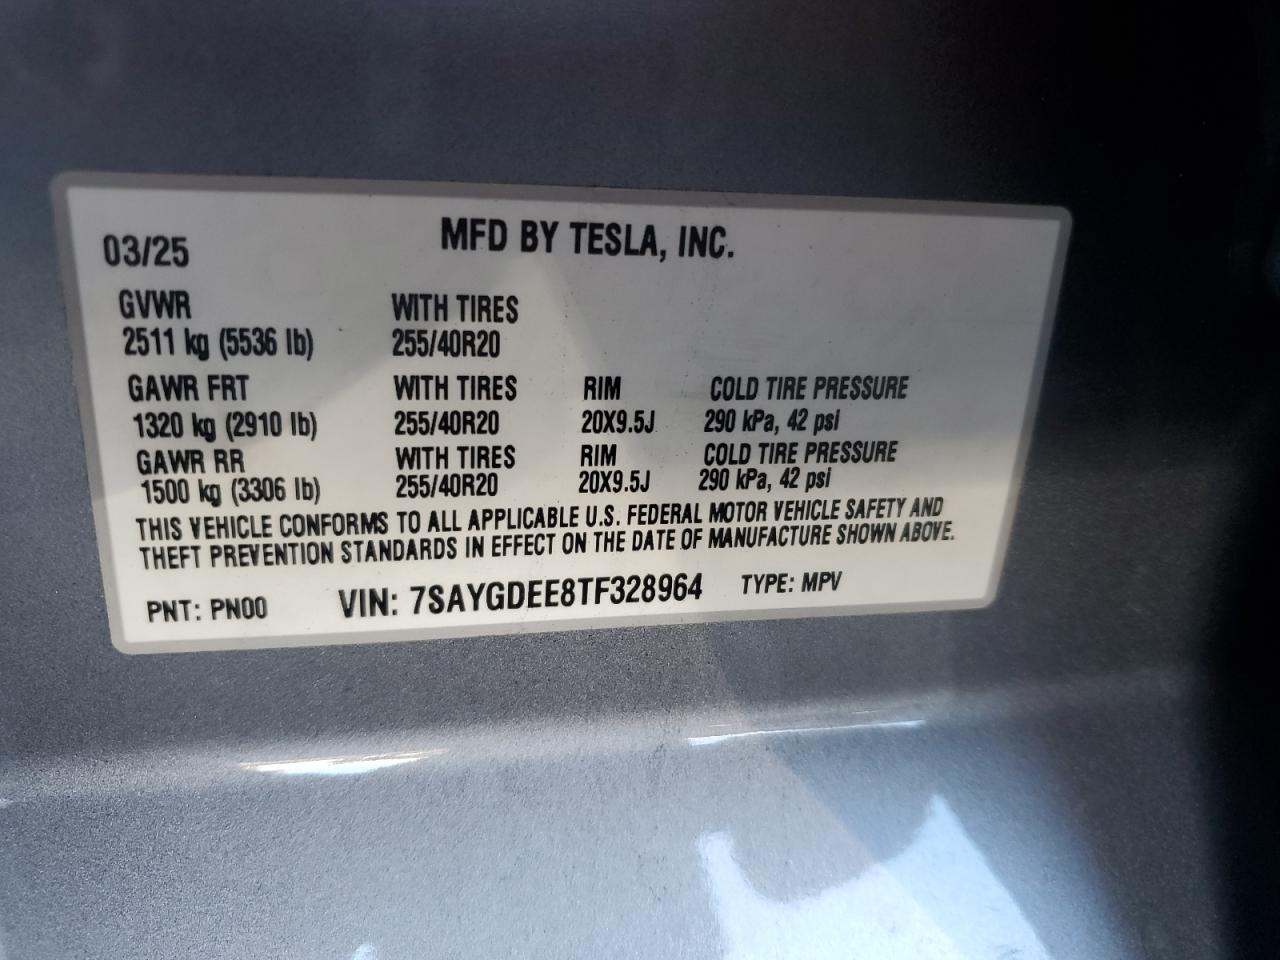 03/25 MFD BY TESLA, INC.
GVWR WITH TIRES
2511 kg (5536 lb) 255/40R20
GAWR FRT WITH TIRES RIM COLD TIRE PRESSURE
1320 kg (2910 lb) 255/40R20 20X9.5J 290 kPa, 42 psi
GAWR RR WITH TIRES RIM COLD TIRE PRESSURE
1500 kg (3306 lb) 255/40R20 20X9.5J 290 kPa, 42 psi
THIS VEHICLE CONFORMS TO ALL APPLICABLE U.S. FEDERAL MOTOR VEHICLE SAFETY AND
THEFT PREVENTION STANDARDS IN EFFECT ON THE DATE OF MANUFACTURE SHOWN ABOVE.
PNT: PN00 VIN: 7SAYGDEE8TF328964 TYPE: MPV